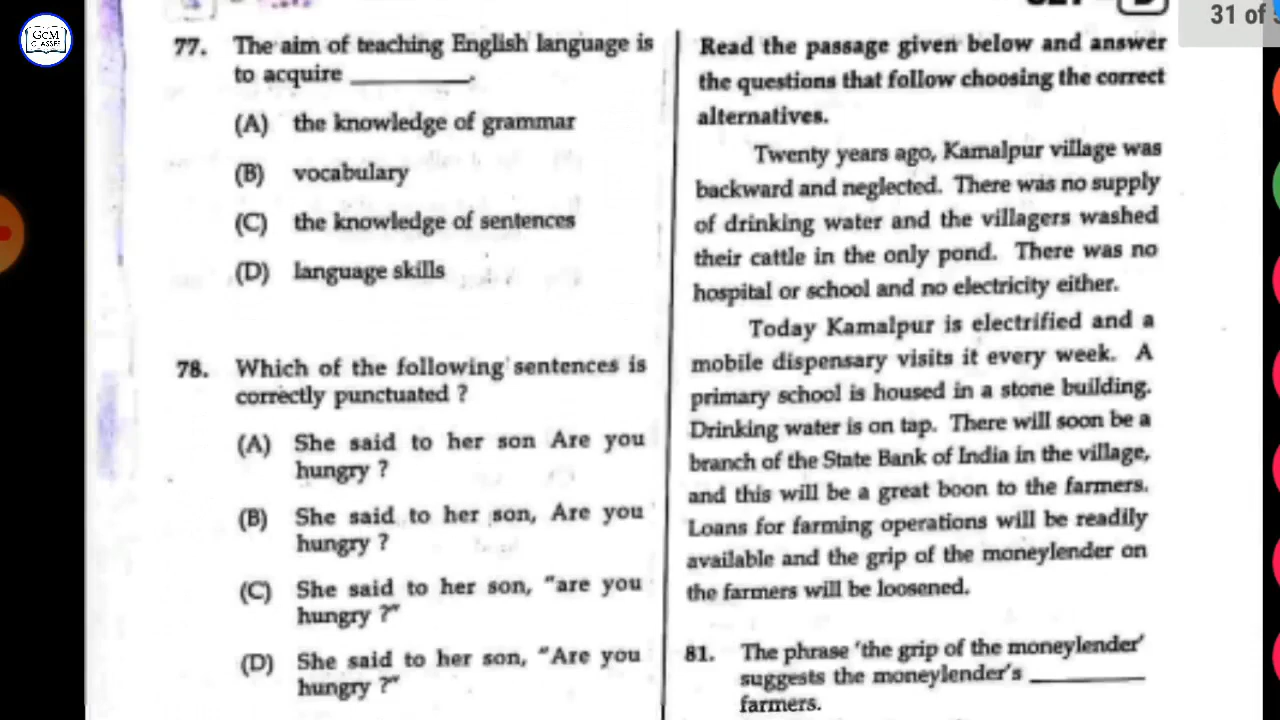 GCM
CLASSES
31 of
77. The aim of teaching English language is
to acquire __________.
(A) the knowledge of grammar
(B) vocabulary
(C) the knowledge of sentences
(D) language skills
78. Which of the following sentences is
correctly punctuated ?
(A) She said to her son Are you
hungry ?
(B) She said to her son, Are you
hungry ?
(C) She said to her son, "are you
hungry ?"
(D) She said to her son, "Are you
hungry ?"
Read the passage given below and answer
the questions that follow choosing the correct
alternatives.
Twenty years ago, Kamalpur village was
backward and neglected. There was no supply
of drinking water and the villagers washed
their cattle in the only pond. There was no
hospital or school and no electricity either.
Today Kamalpur is electrified and a
mobile dispensary visits it every week. A
primary school is housed in a stone building.
Drinking water is on tap. There will soon be a
branch of the State Bank of India in the village,
and this will be a great boon to the farmers.
Loans for farming operations will be readily
available and the grip of the moneylender on
the farmers will be loosened.
81. The phrase 'the grip of the moneylender'
suggests the moneylender's __________
farmers.